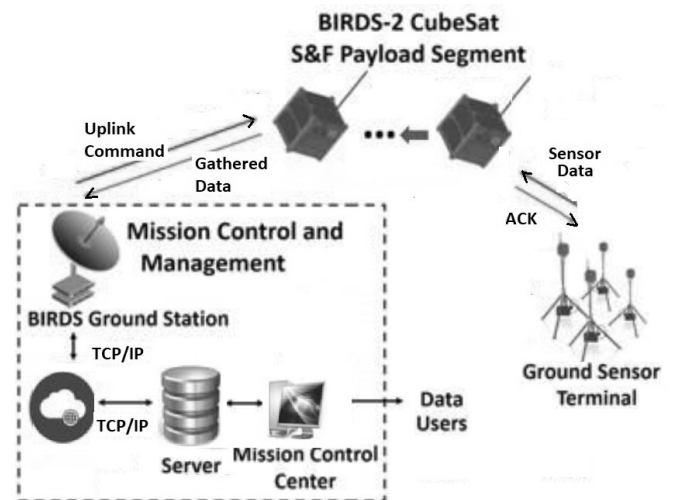 BIRDS-2 CubeSat
S&F Payload Segment
Uplink
Command
Gathered
Data
Sensor
Data
ACK
Mission Control and
Management
BIRDS Ground Station
TCP/IP
TCP/IP
Server
Mission Control
Center
Data
Users
Ground Sensor
Terminal